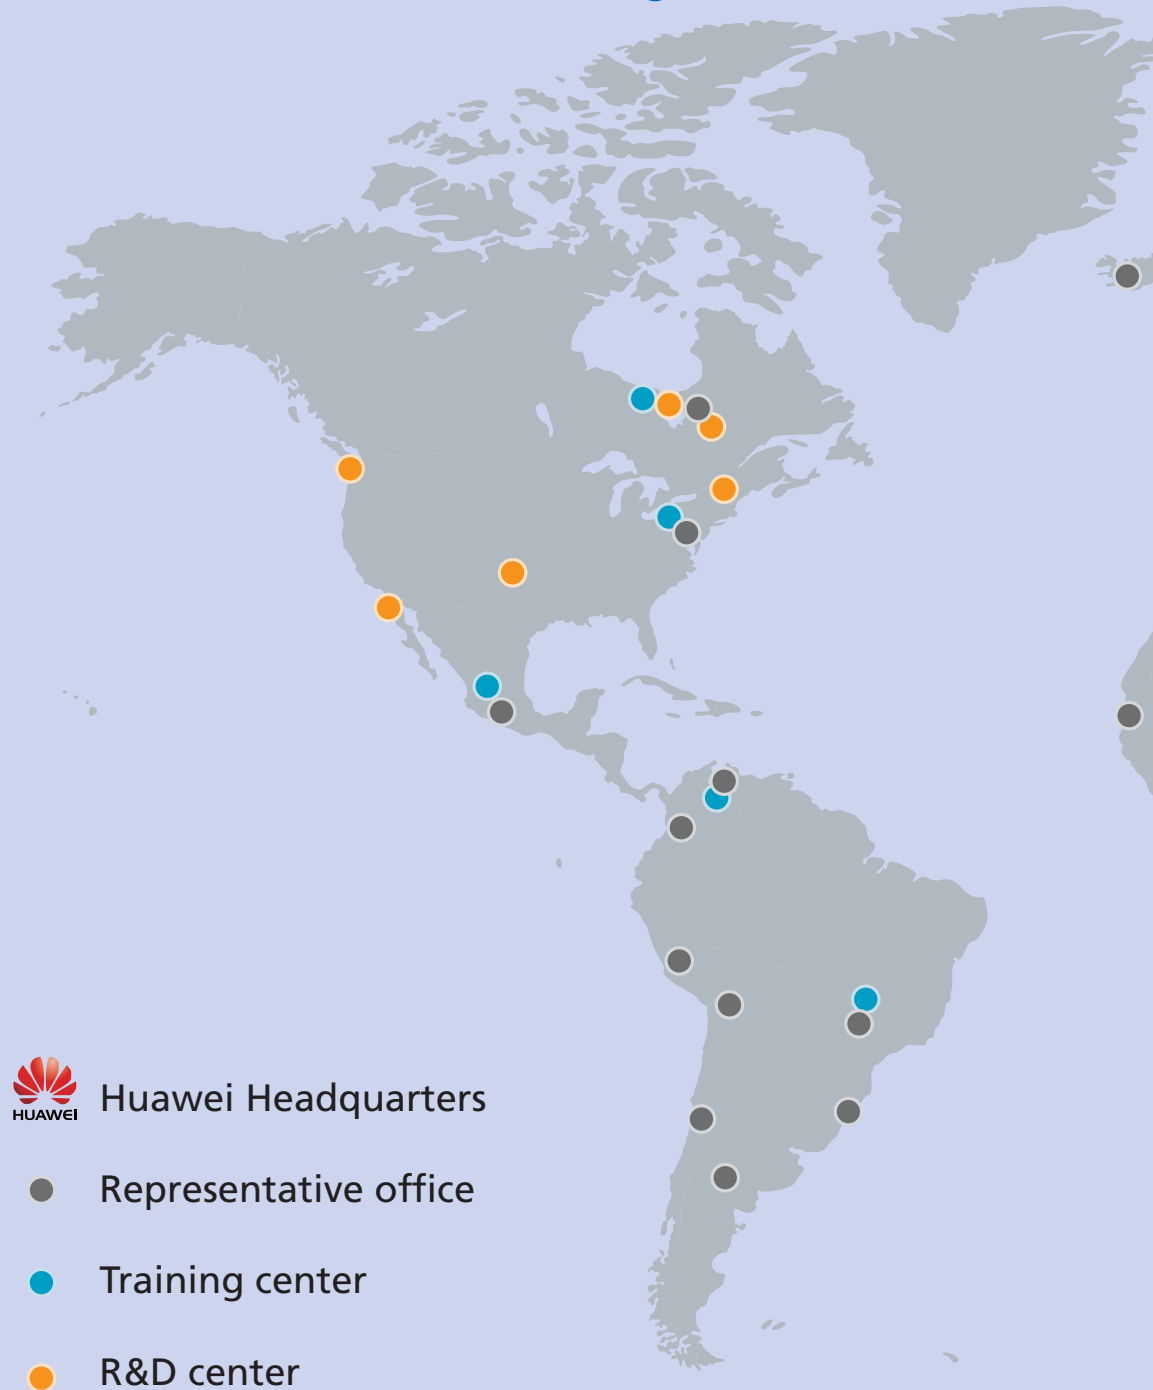 HUAWEI
Huawei Headquarters
Representative office
Training center
R&D center